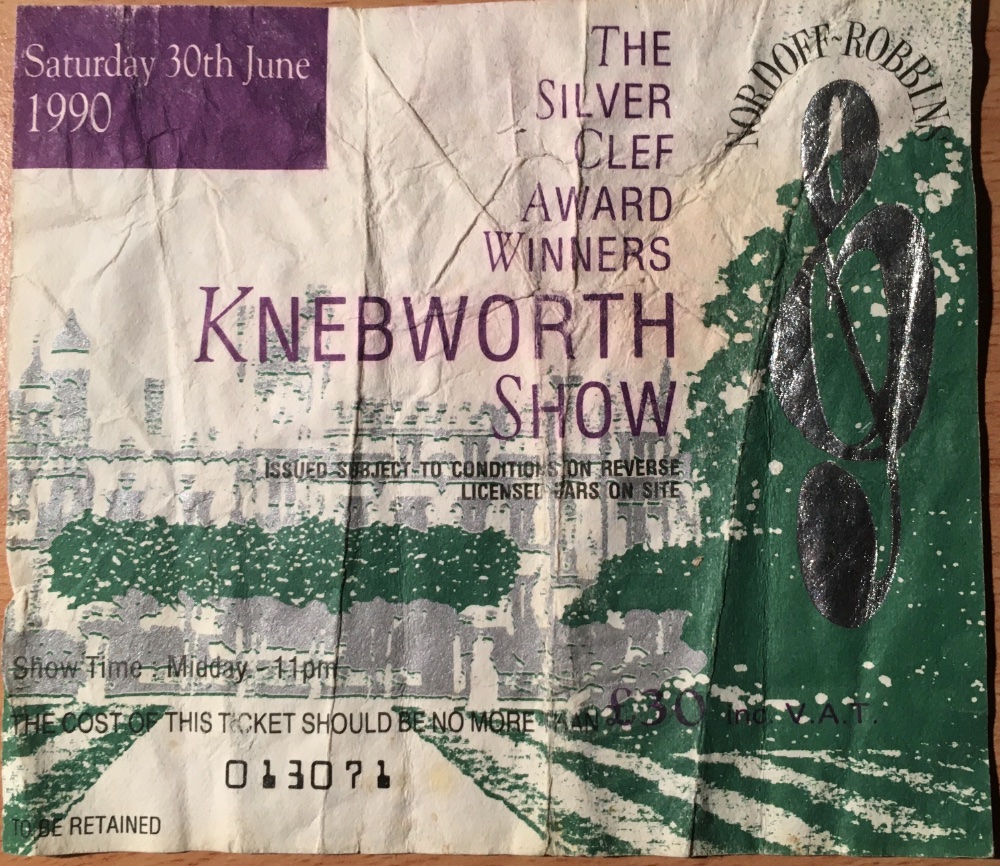 Saturday 30th June
1990
THE
SILVER
CLEF
AWARD
WINNERS
KNEBWORTH
SHOW
NORDOFF~ROBBINS
ISSUED SUBJECT TO CONDITIONS ON REVERSE
LICENSED BARS ON SITE
Show Time : Midday - 11pm
THE COST OF THIS TICKET SHOULD BE NO MORE THAN £30 incl. V.A.T.
013071
TO BE RETAINED